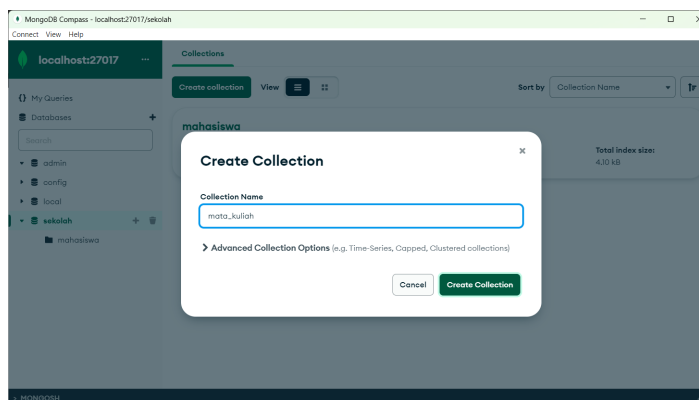 MongoDB Compass - localhost:27017/sekolah
Connect View Help
localhost:27017 ...
Collections
Create collection View Sort by Collection Name
{} My Queries
Databases +
Search
mahasiswa
Total index size:
4.10 kB
admin
config
local
sekolah +
mahasiswa
Create Collection
Collection Name
mata_kuliah
Advanced Collection Options (e.g. Time-Series, Capped, Clustered collections)
Cancel Create Collection
>_MONGOSH